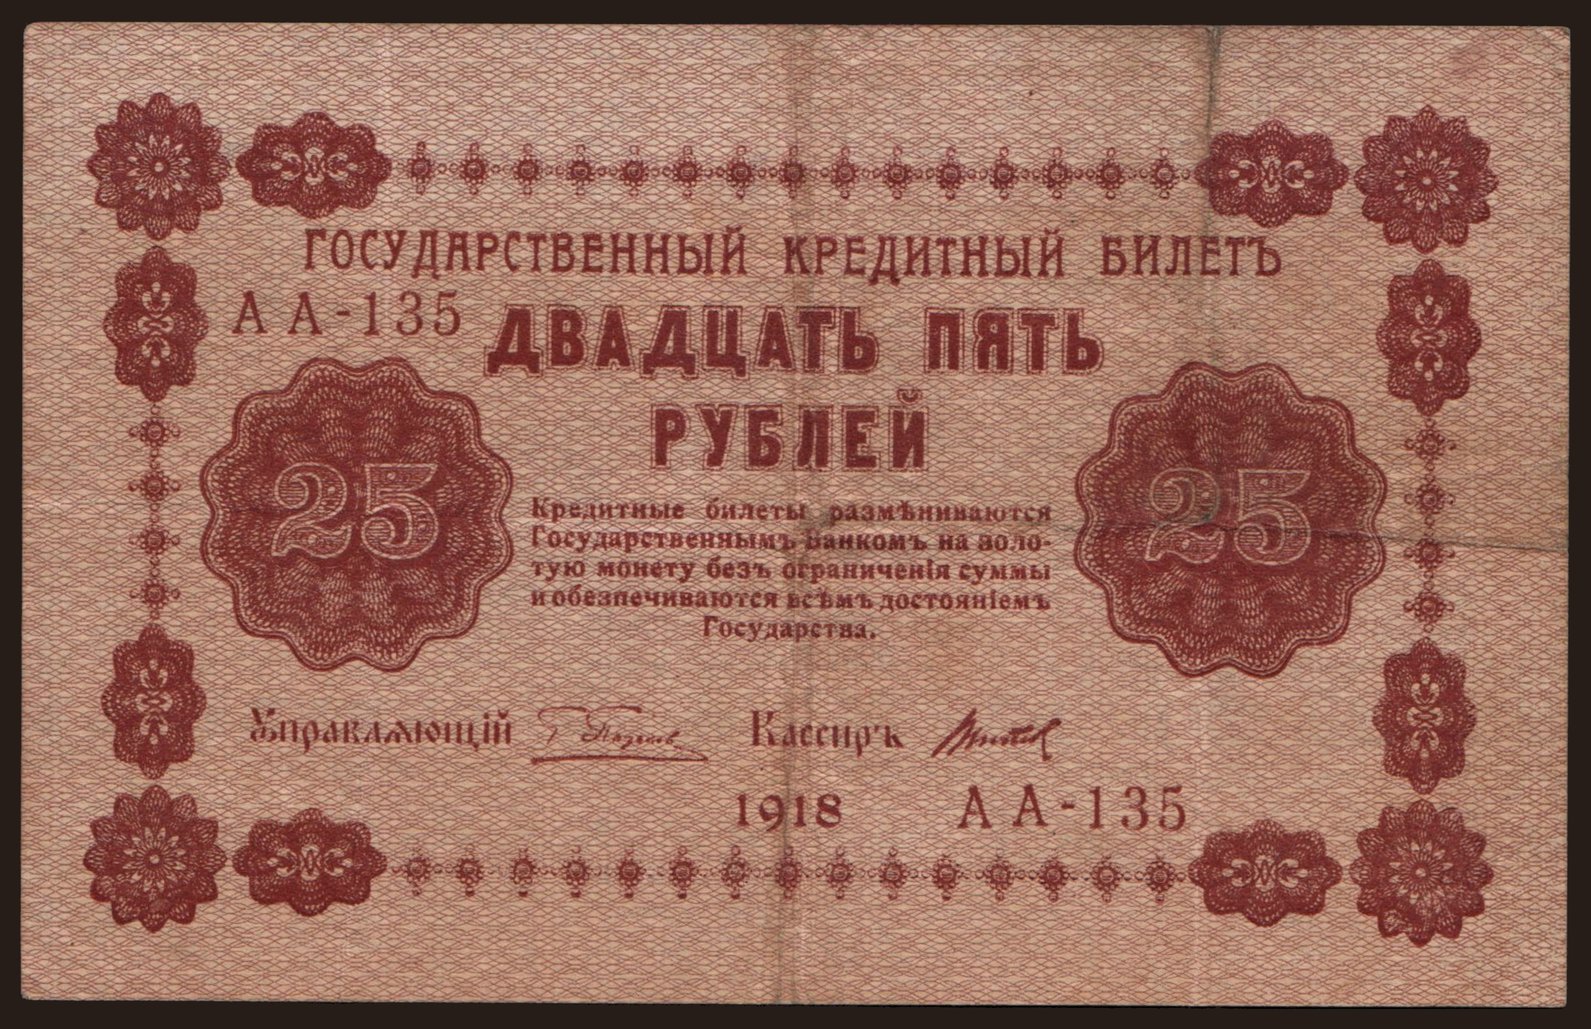 ГОСУДАРСТВЕННЫЙ КРЕДИТНЫЙ БИЛЕТЪ
АА-135
ДВАДЦАТЬ ПЯТЬ
РУБЛЕЙ
25
25
Кредитные билеты размѣниваются
Государственнымъ Банкомъ на золо-
тую монету безъ ограниченія суммы
и обезпечиваются всѣмъ достояніемъ
Государства.
Управляющій
Кассиръ
1918 АА-135